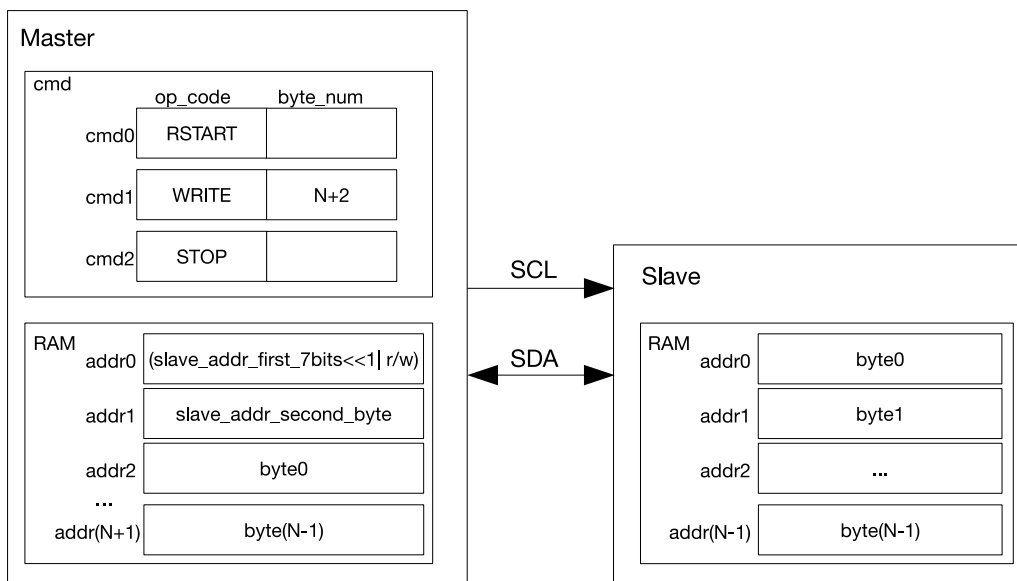 Master
cmd
op_code byte_num
cmd0 RSTART
cmd1 WRITE N+2
cmd2 STOP
RAM
addr0 (slave_addr_first_7bits<<1| r/w)
addr1 slave_addr_second_byte
addr2 byte0
...
addr(N+1) byte(N-1)
SCL
SDA
Slave
RAM
addr0 byte0
addr1 byte1
addr2 ...
addr(N-1) byte(N-1)